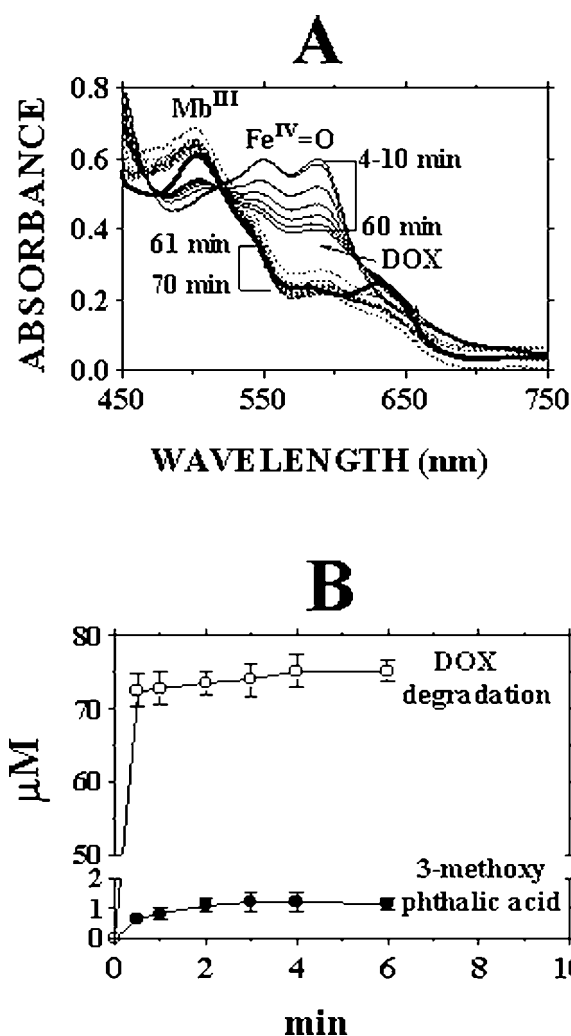 A
ABSORBANCE
0.8
0.6
0.4
0.2
0.0
Mb^III
Fe^IV=O
4-10 min
60 min
DOX
61 min
70 min
450
550
650
750
WAVELENGTH (nm)
B
µM
80
70
60
50
2
1
0
DOX
degradation
3-methoxy
phthalic acid
0
2
4
6
8
min